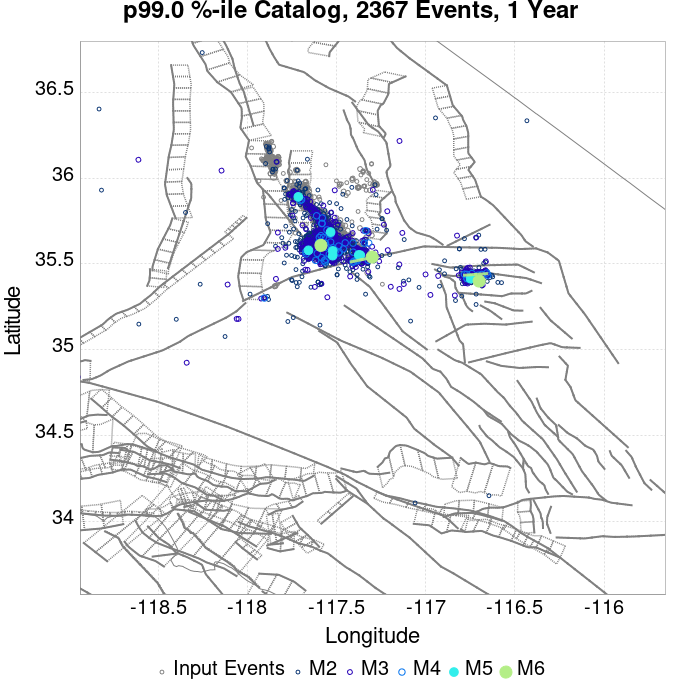 p99.0 %-ile Catalog, 2367 Events, 1 Year
36.5
36
35.5
35
34.5
34
Latitude
-118.5 -118 -117.5 -117 -116.5 -116
Longitude
Input Events M2 M3 M4 M5 M6